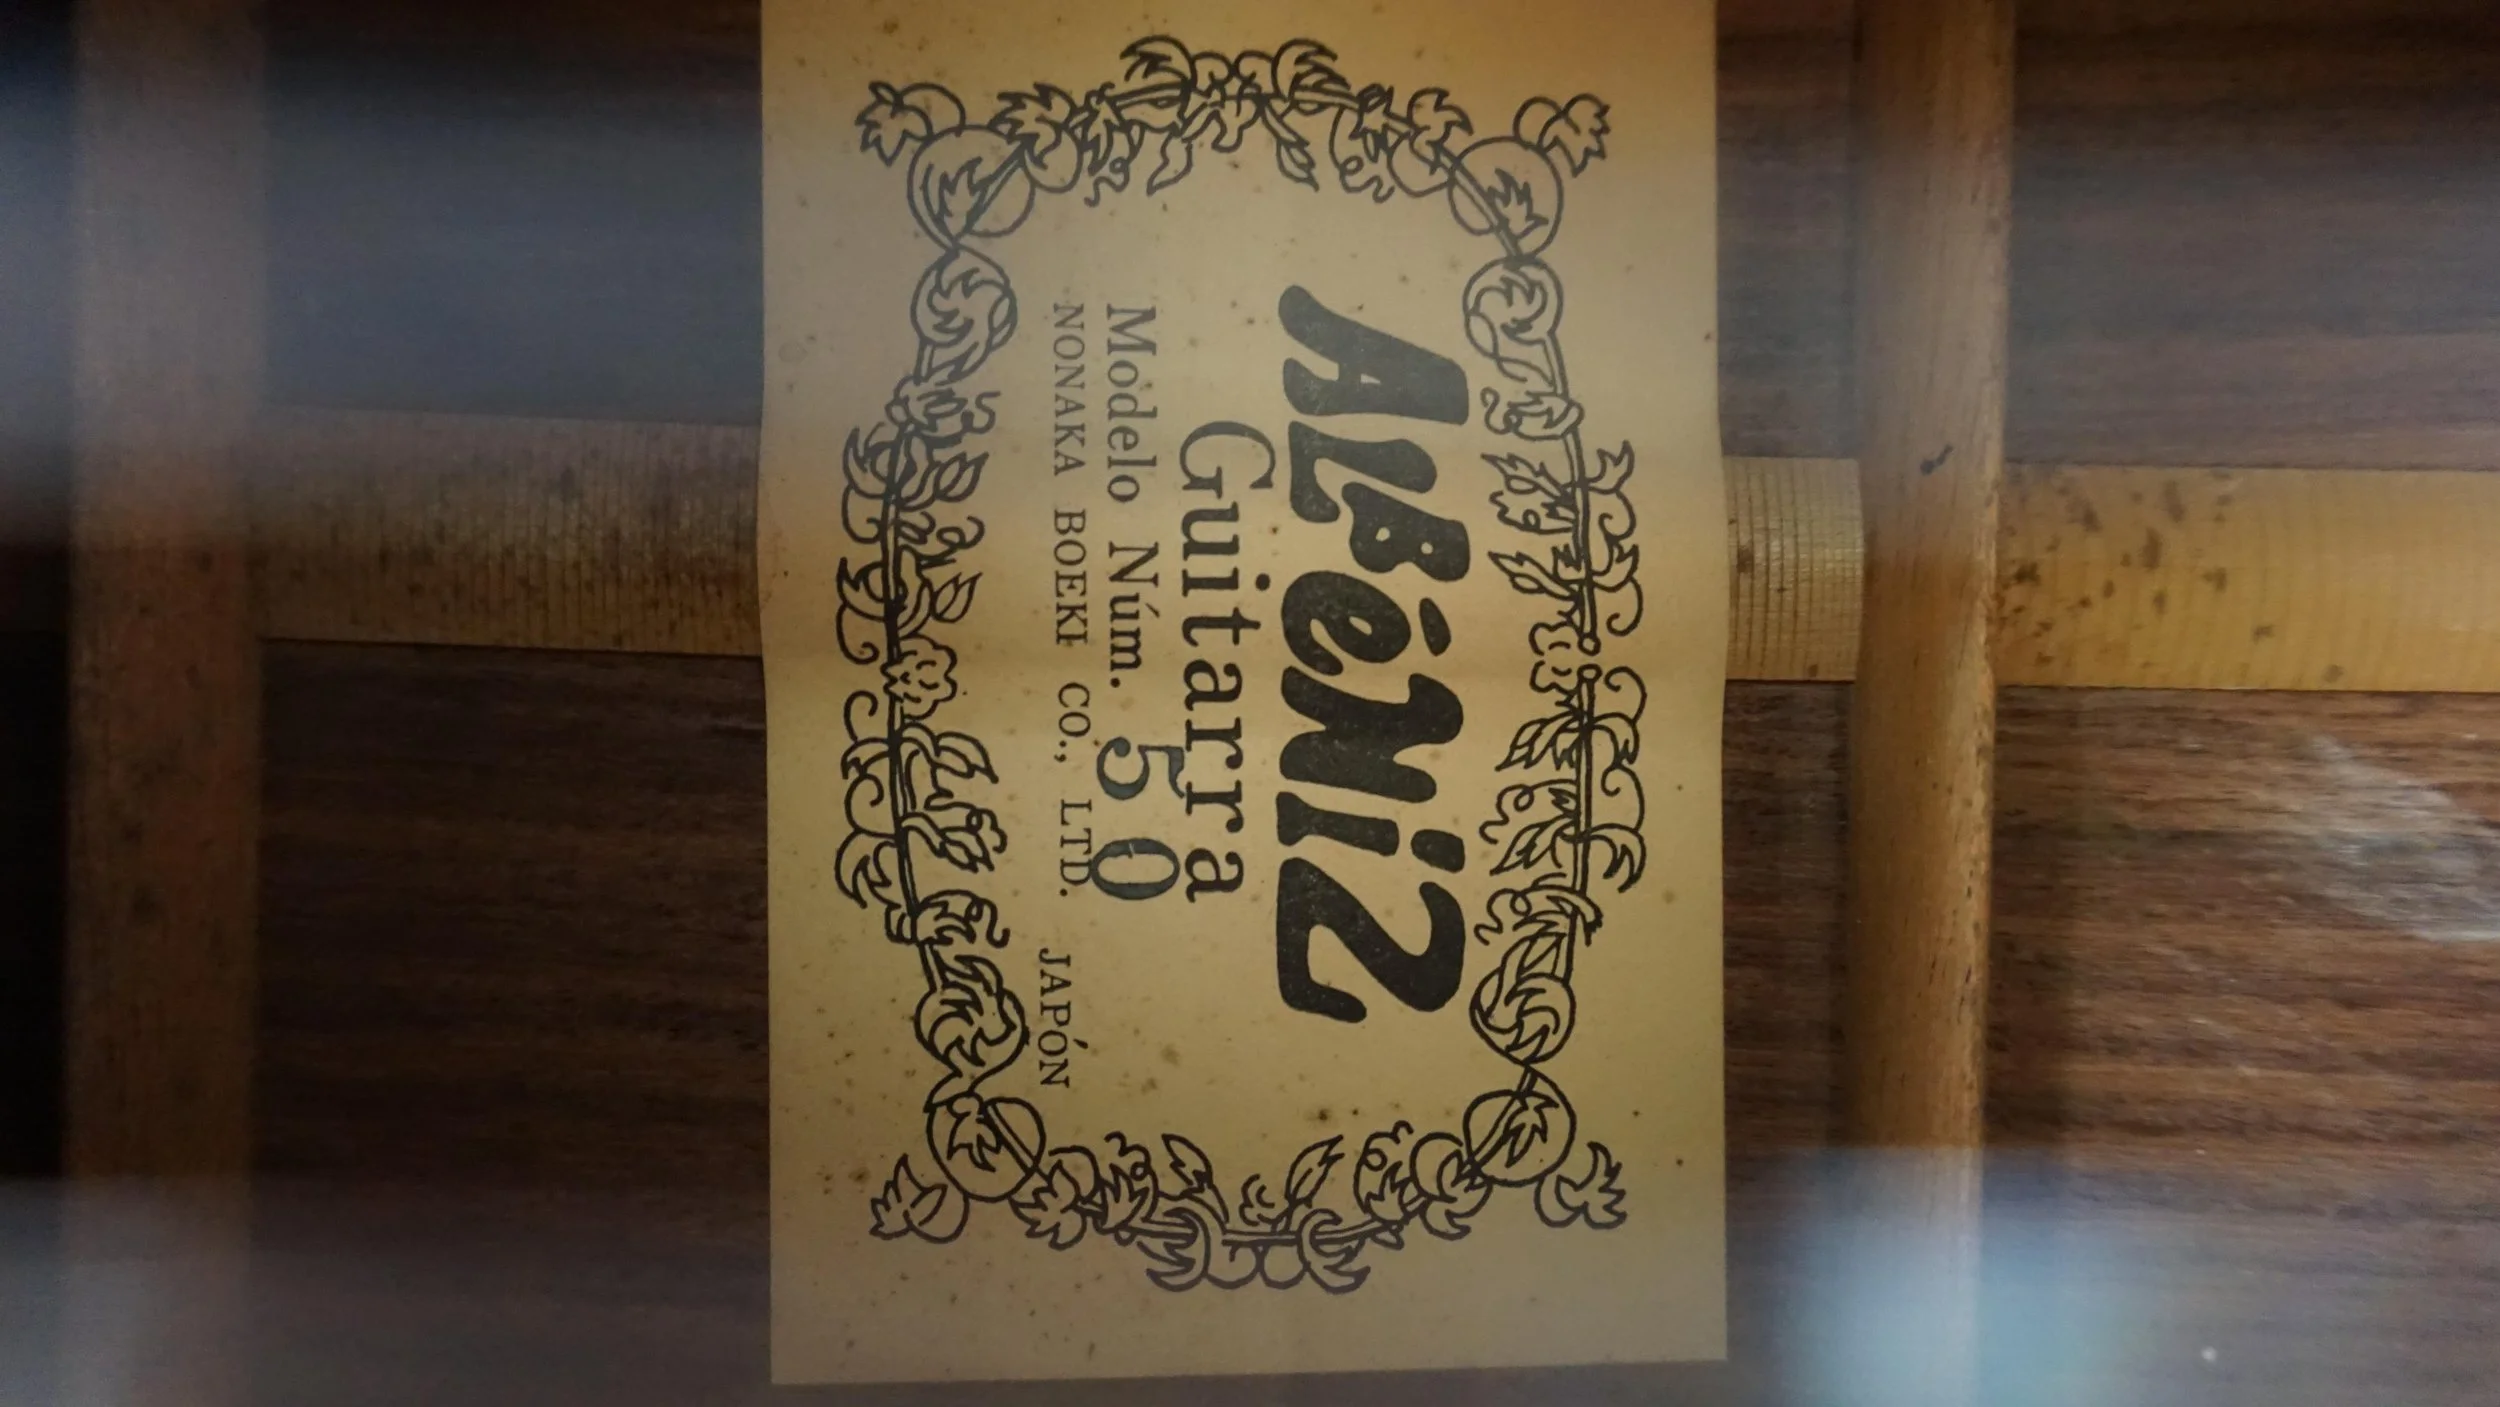 ALBéNiZ
Guitarra
Modelo Núm. 50
NONAKA BOEKI CO., LTD. JAPÓN